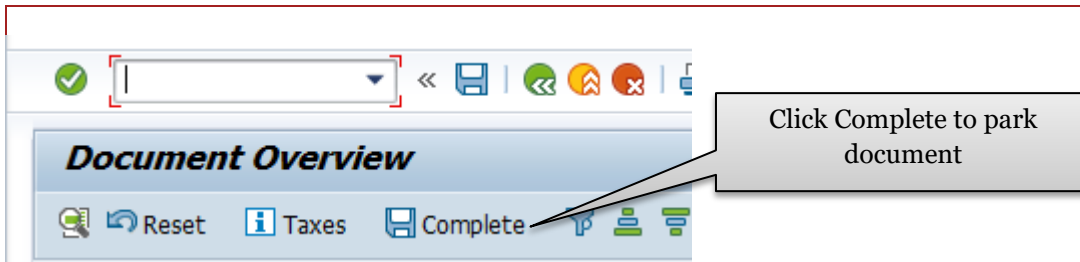 Click Complete to park
document
Document Overview
Reset Taxes Complete